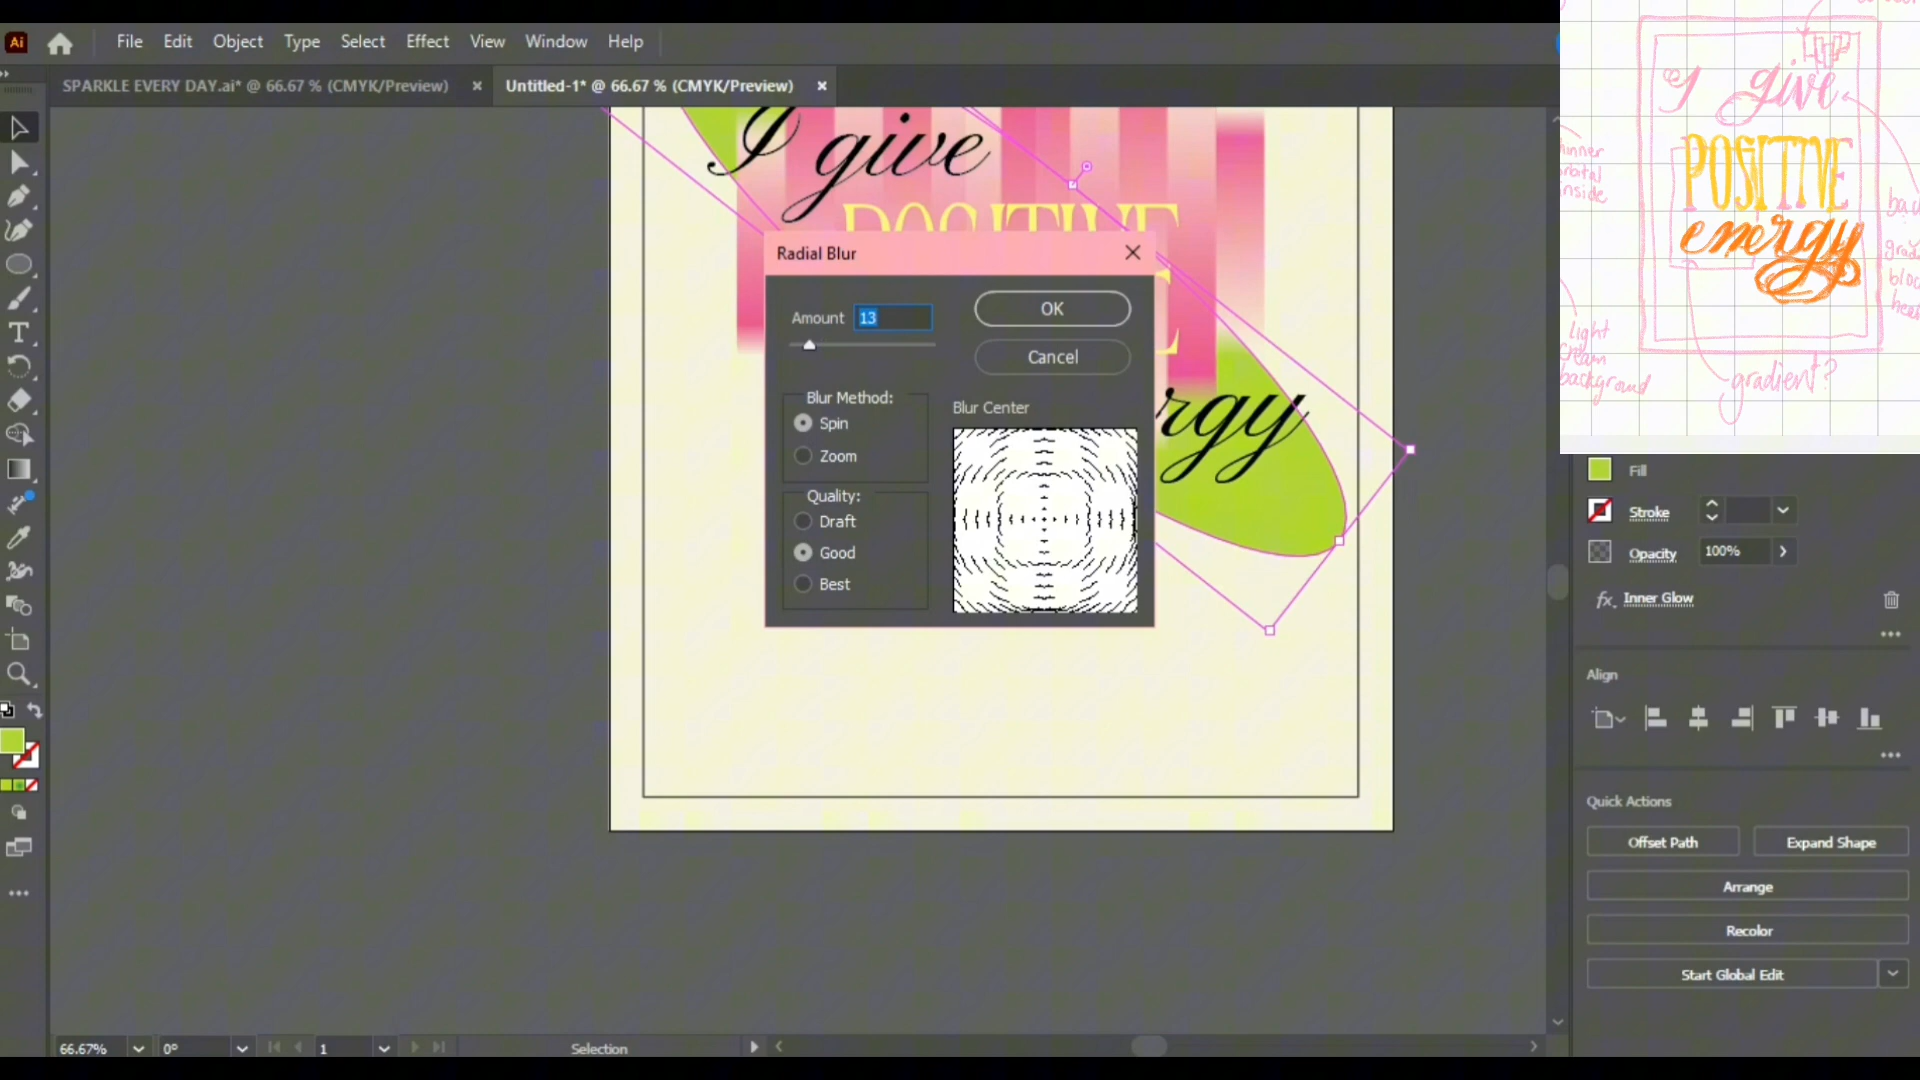 Ai
File Edit Object Type Select Effect View Window Help
SPARKLE EVERY DAY.ai* @ 66.67 % (CMYK/Preview) × Untitled-1* @ 66.67 % (CMYK/Preview) ×
I give
POSITIVE
rgy
Radial Blur
Amount 13
OK
Cancel
Blur Method:
Spin
Zoom
Quality:
Draft
Good
Best
Blur Center
I give
POSITIVE
energy
inside
light
cream
background
gradient?
Fill
Stroke
Opacity 100%
fx Inner Glow
Align
Quick Actions
Offset Path Expand Shape
Arrange
Recolor
Start Global Edit
66.67% 0° 1 Selection